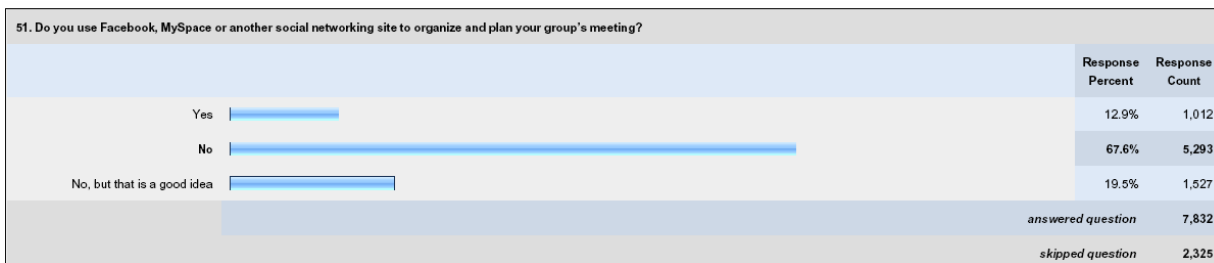 51. Do you use Facebook, MySpace or another social networking site to organize and plan your group's meeting?
Response Percent Response Count
Yes 12.9% 1,012
No 67.6% 5,293
No, but that is a good idea 19.5% 1,527
answered question 7,832
skipped question 2,325